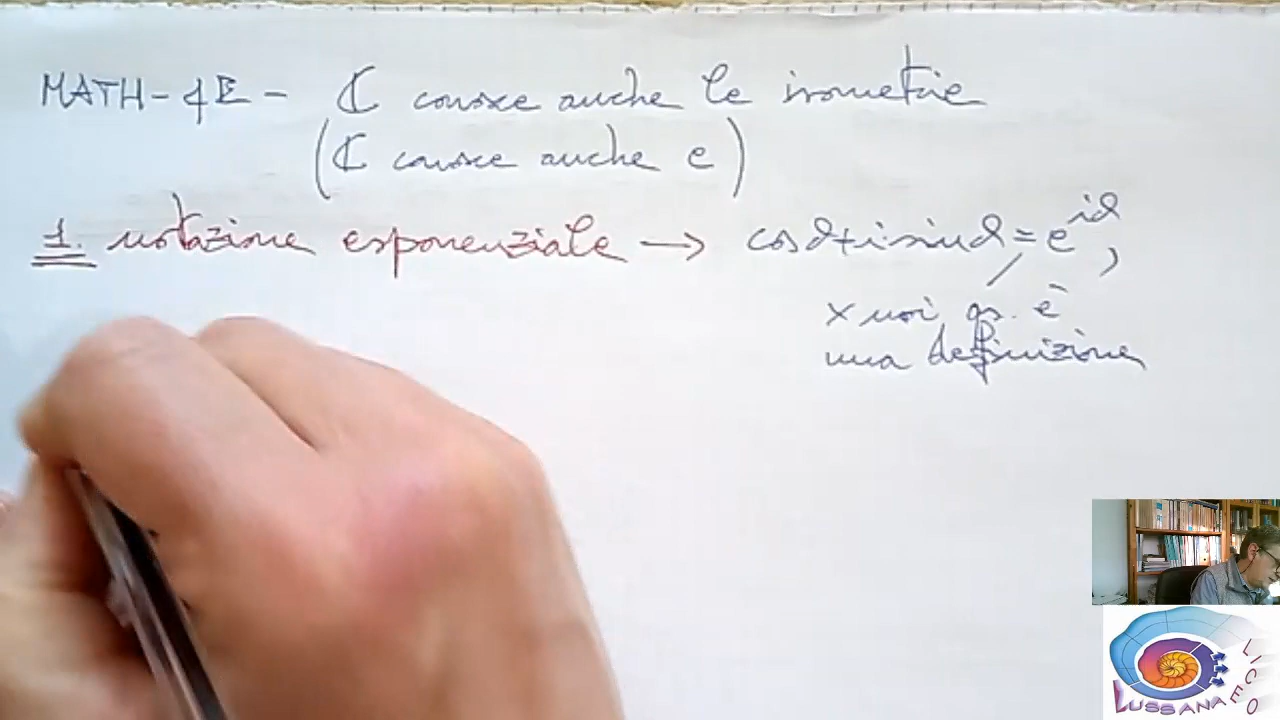 MATH-4E- ℂ conosce anche le isometrie
(ℂ conosce anche e)
1. notazione esponenziale → cosϑ+i sinϑ = e^iϑ,
x noi qs. è
una definizione
LUSSANA LICEO